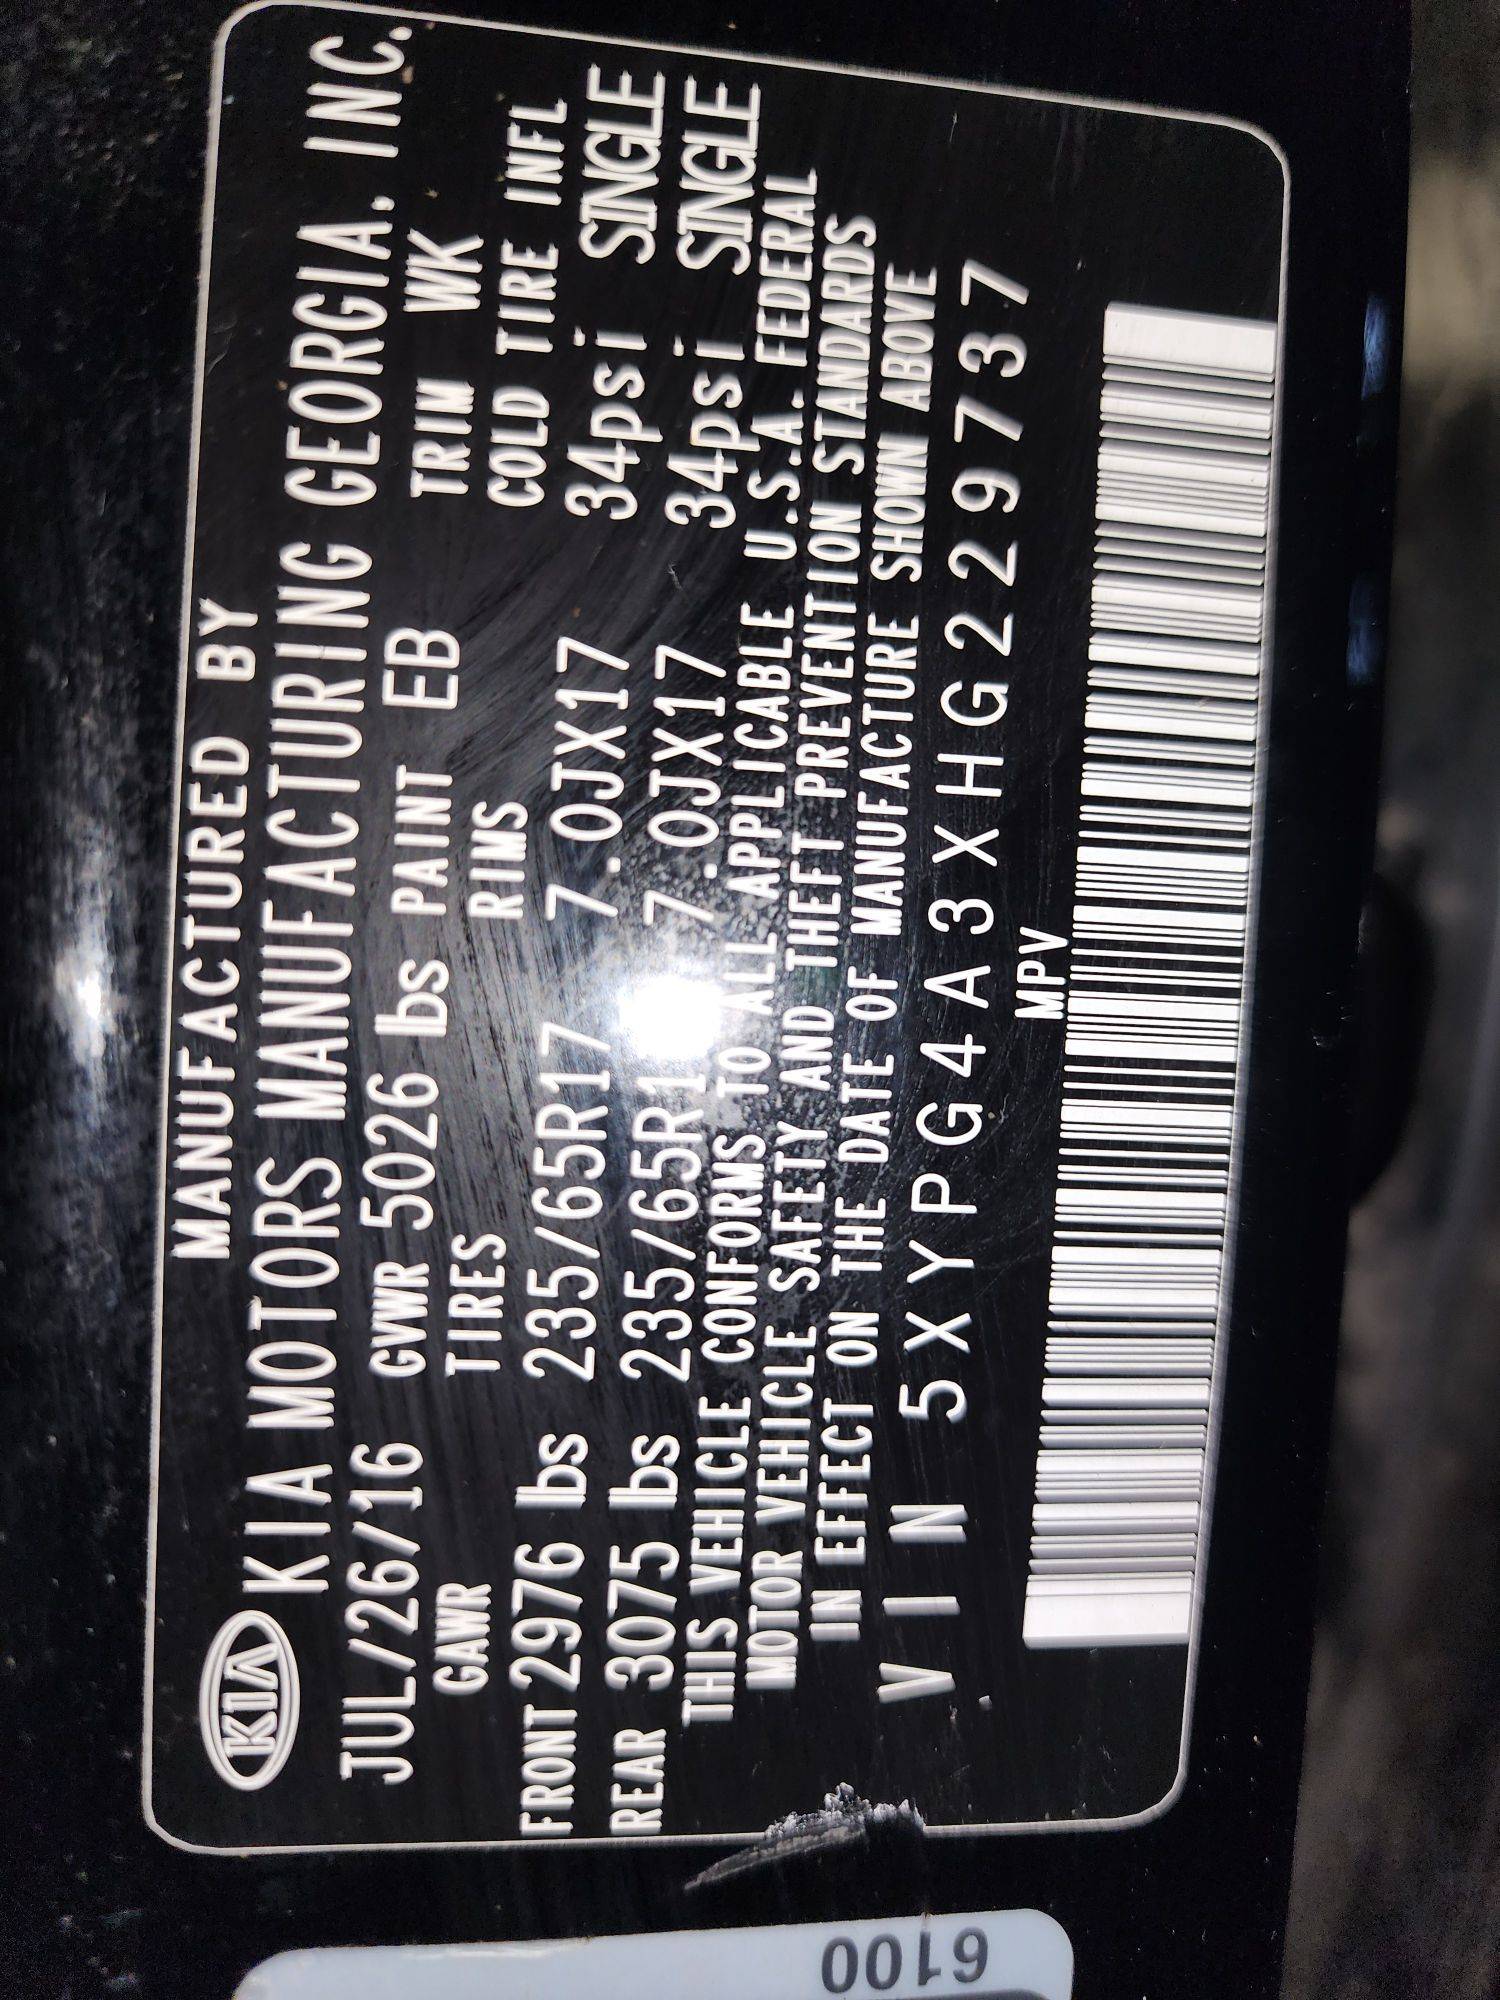 MANUFACTURED BY
KIA KIA MOTORS MANUFACTURING GEORGIA, INC.
JUL/26/16 GVWR 5026 lbs PAINT EB TRIM WK
GAWR TIRES RIMS COLD TIRE INFL
FRONT 2976 lbs 235/65R17 7.0JX17 34psi SINGLE
REAR 3075 lbs 235/65R1 7.0JX17 34psi SINGLE
THIS VEHICLE CONFORMS TO ALL APPLICABLE U.S.A. FEDERAL
MOTOR VEHICLE SAFETY AND THEFT PREVENTION STANDARDS
IN EFFECT ON THE DATE OF MANUFACTURE SHOWN ABOVE
VIN 5XYPG4A3XHG229737
MPV
6100